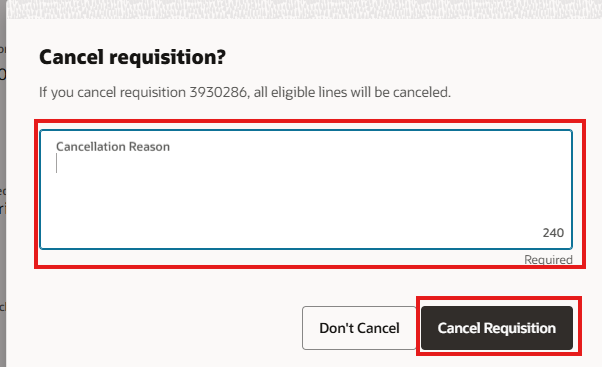 Cancel requisition?
If you cancel requisition 3930286, all eligible lines will be canceled.
Cancellation Reason
240
Required
Don't Cancel
Cancel Requisition